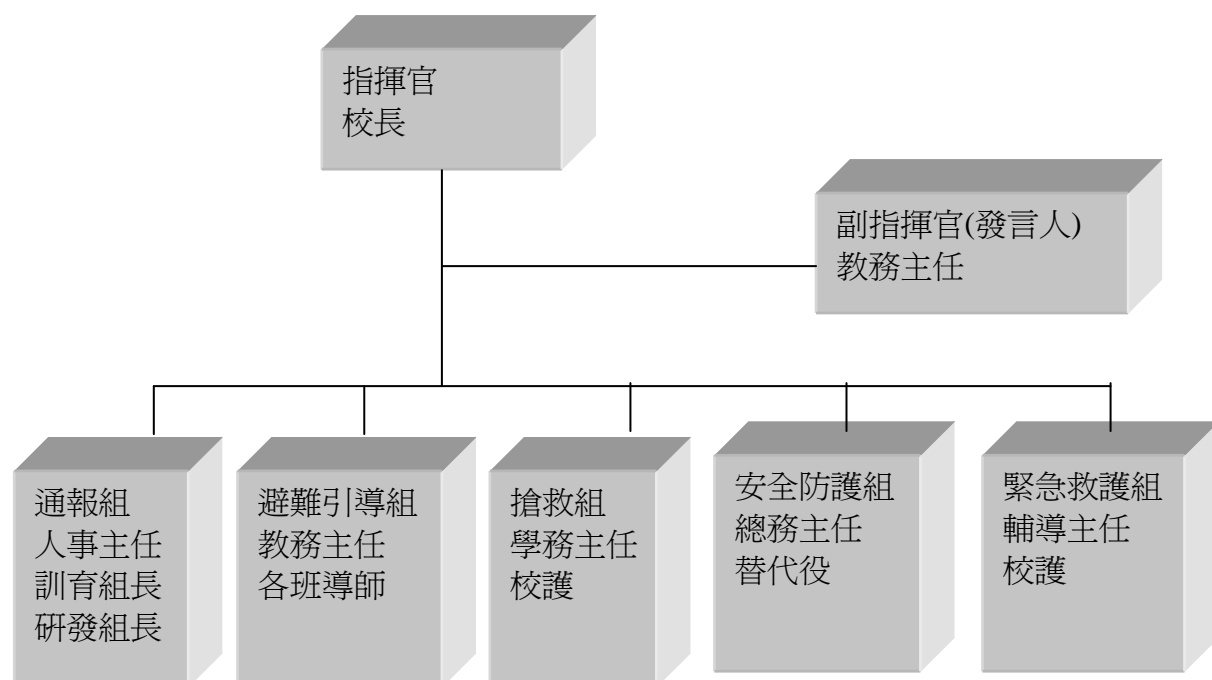 指揮官
校長
副指揮官(發言人)
教務主任
通報組
人事主任
訓育組長
研發組長
避難引導組
教務主任
各班導師
搶救組
學務主任
校護
安全防護組
總務主任
替代役
緊急救護組
輔導主任
校護